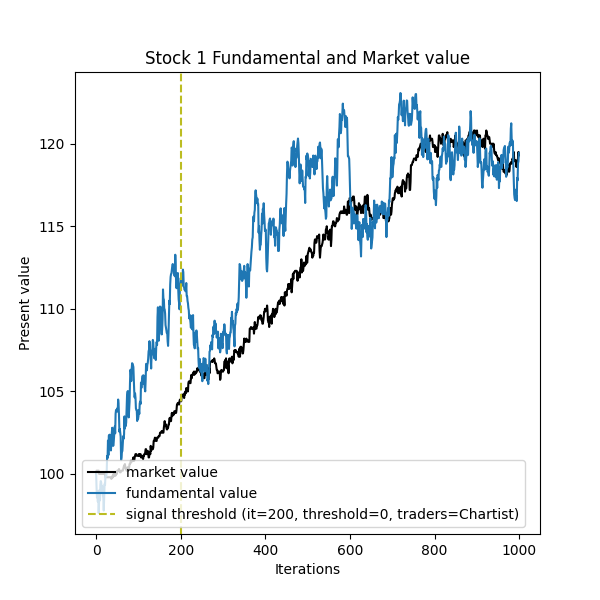 Stock 1 Fundamental and Market value
Present value
120
115
110
105
100
market value
fundamental value
signal threshold (it=200, threshold=0, traders=Chartist)
0 200 400 600 800 1000
Iterations